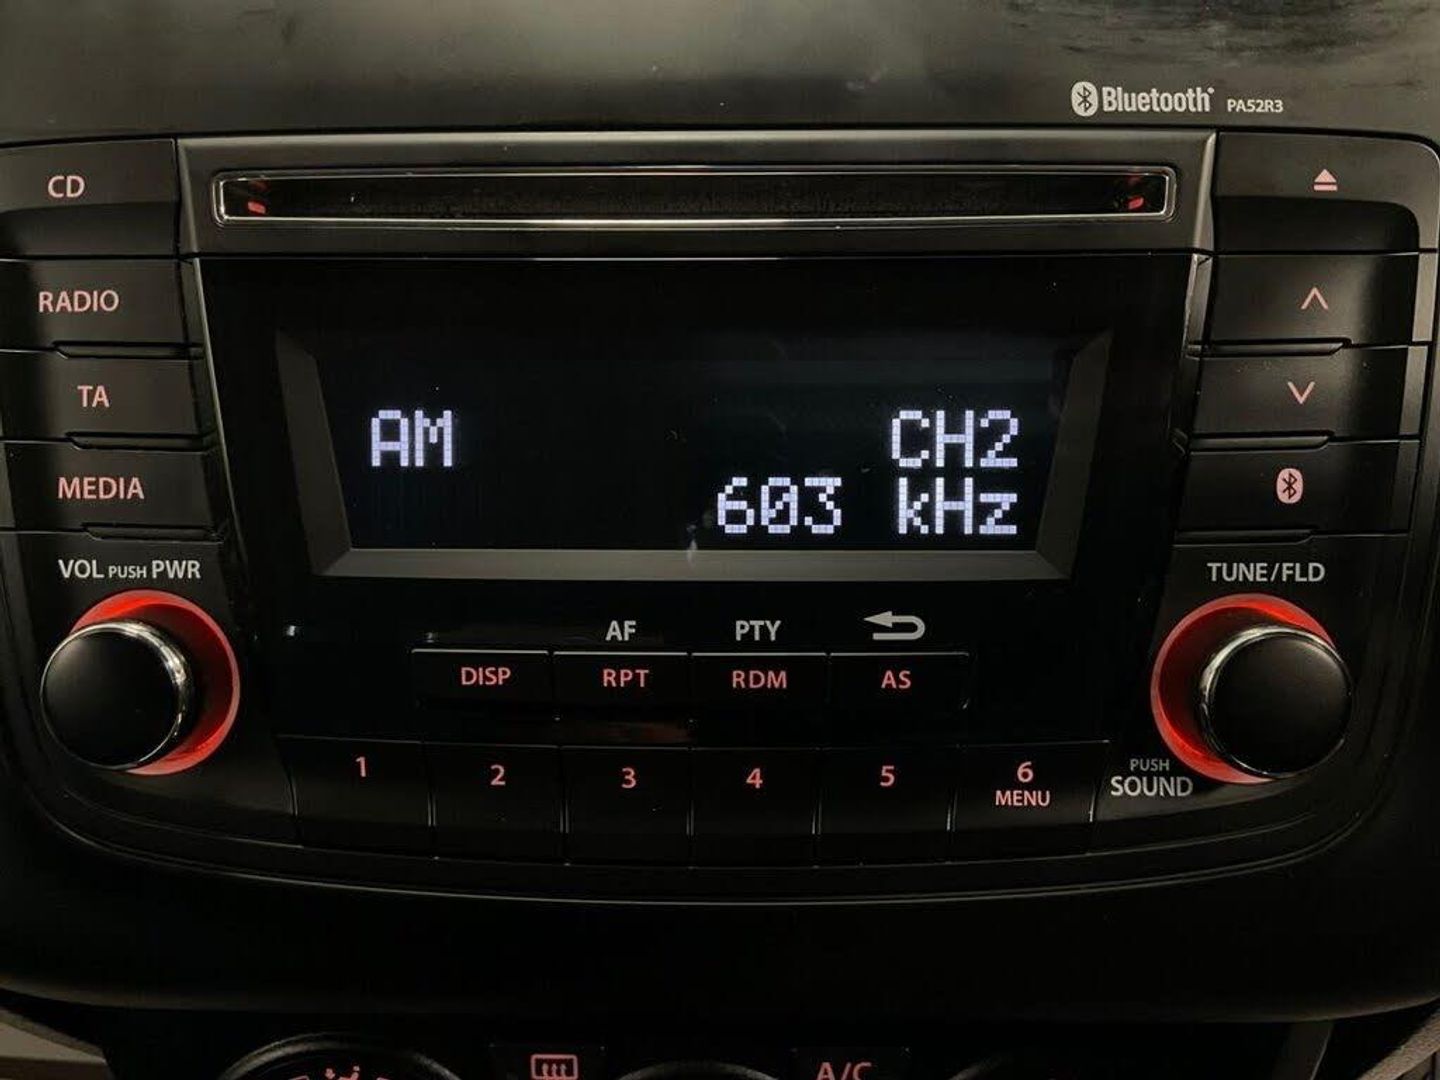 Bluetooth PA52R3
CD
RADIO
TA
MEDIA
AM CH2
603 kHz
VOL PUSH PWR
TUNE/FLD
AF PTY
DISP RPT RDM AS
1 2 3 4 5 6
MENU
PUSH
SOUND
A/C